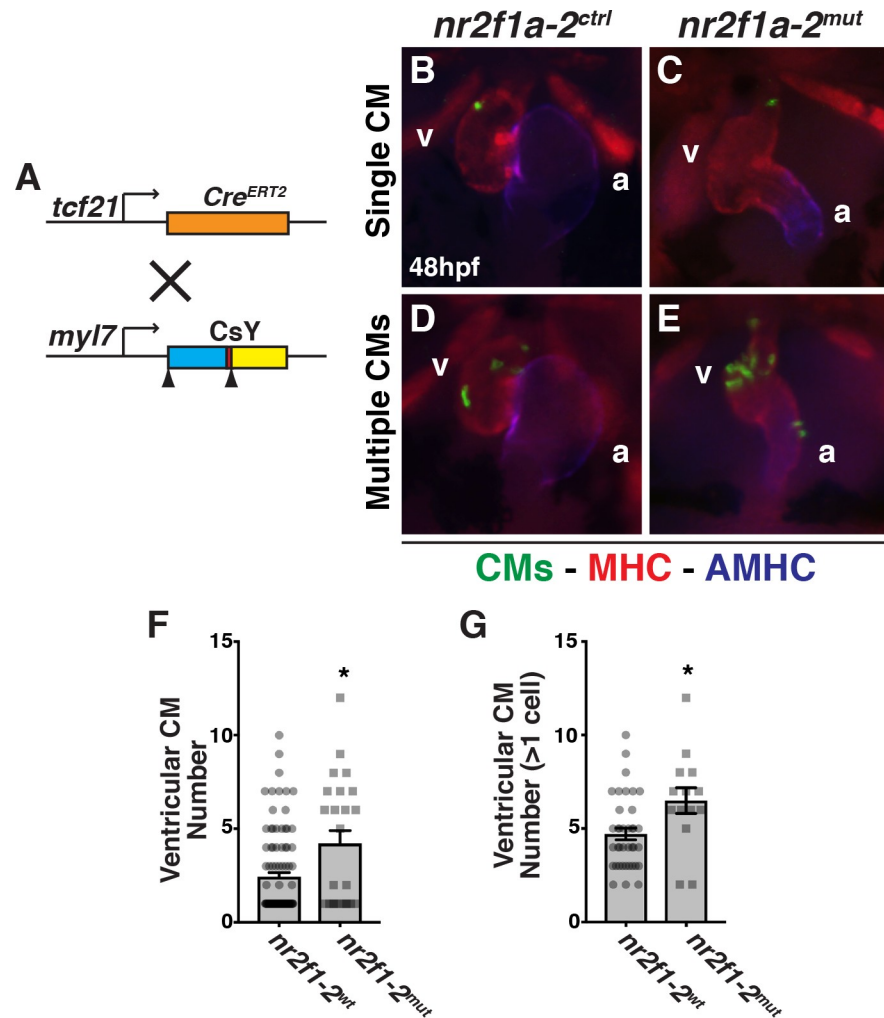 nr2f1a-2ctrl
nr2f1a-2mut
B
C
Single CM
v
a
48hpf
v
a
A
tcf21
CreERT2
myl7
CsY
D
E
Multiple CMs
v
a
v
a
CMs - MHC - AMHC
F
G
15
10
5
0
Ventricular CM
Number
*
nr2f1-2wt
nr2f1-2mut
15
10
5
0
Ventricular CM
Number (>1 cell)
*
nr2f1-2wt
nr2f1-2mut